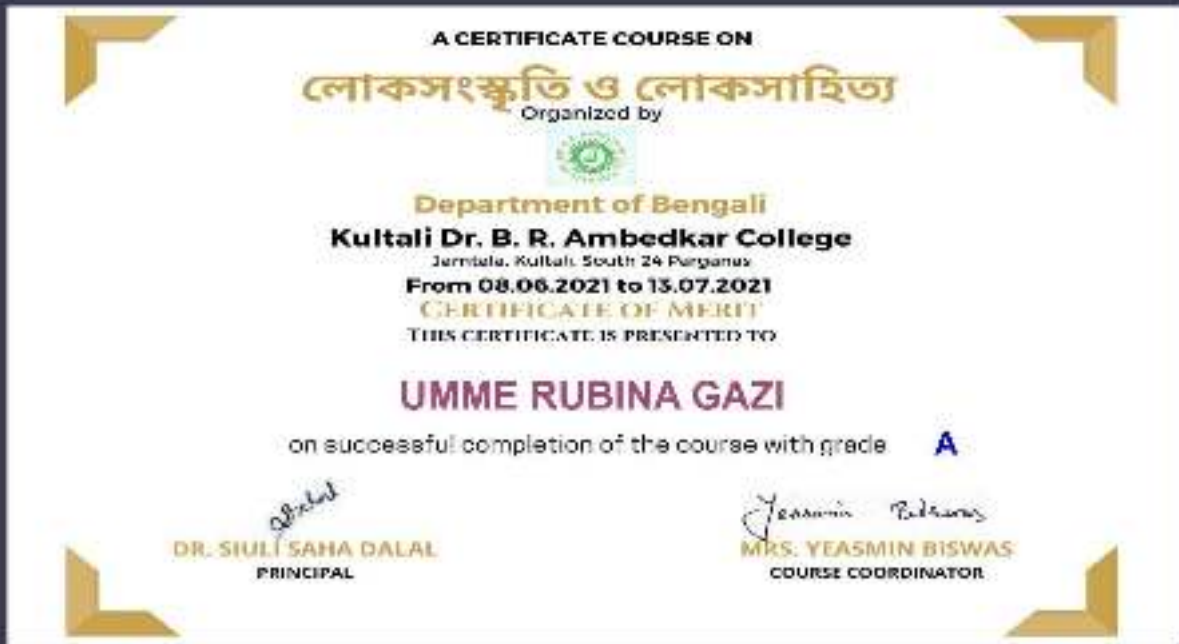 A CERTIFICATE COURSE ON
লোকসংস্কৃতি ও লোকসাহিত্য
Organized by
Department of Bengali
Kultali Dr. B. R. Ambedkar College
Jamtala, Kultali, South 24 Parganas
From 08.06.2021 to 13.07.2021
CERTIFICATE OF MERIT
THIS CERTIFICATE IS PRESENTED TO
UMME RUBINA GAZI
on successful completion of the course with grade A
Yeasmin Biswas
DR. SIULI SAHA DALAL MRS. YEASMIN BISWAS
PRINCIPAL COURSE COORDINATOR